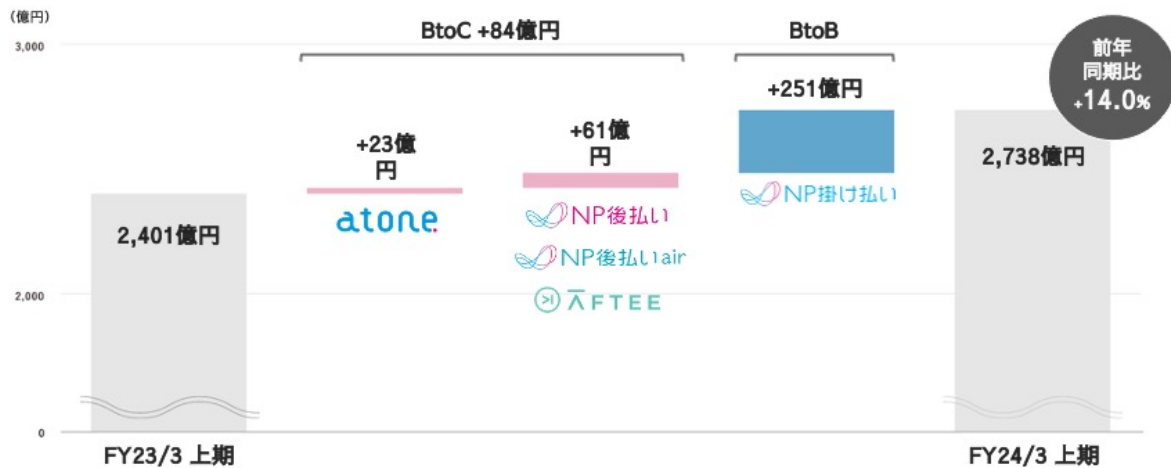 (億円)
BtoC +84億円
BtoB
3,000
前年
同期比
+14.0%
+251億円
+23億
円
+61億
円
2,738億円
atone.
NP後払い
NP掛け払い
2,401億円
NP後払いair
AFTEE
2,000
0
FY23/3 上期
FY24/3 上期